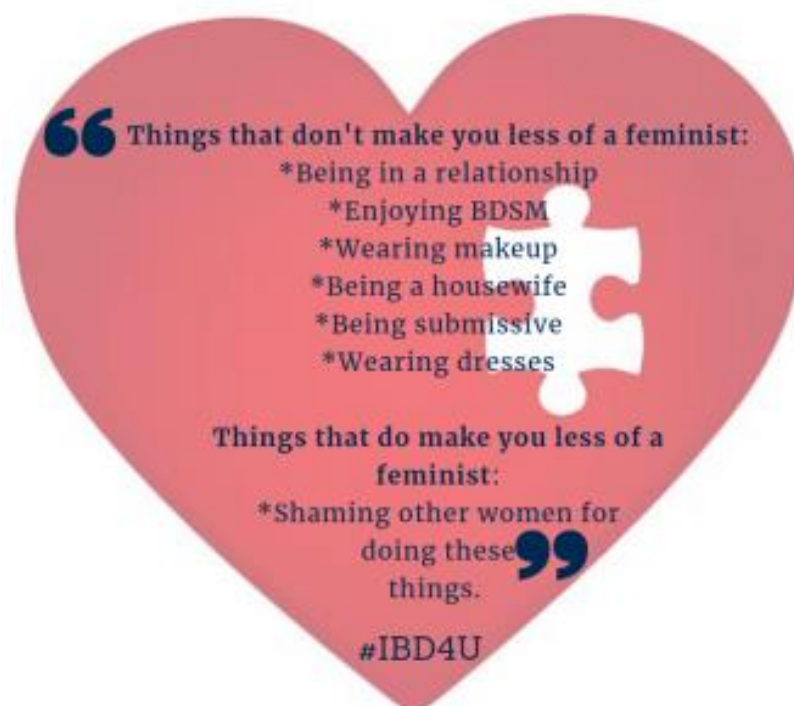 ❝ Things that don't make you less of a feminist:
*Being in a relationship
*Enjoying BDSM
*Wearing makeup
*Being a housewife
*Being submissive
*Wearing dresses
Things that do make you less of a
feminist:
*Shaming other women for
doing these ❞
things.
#IBD4U